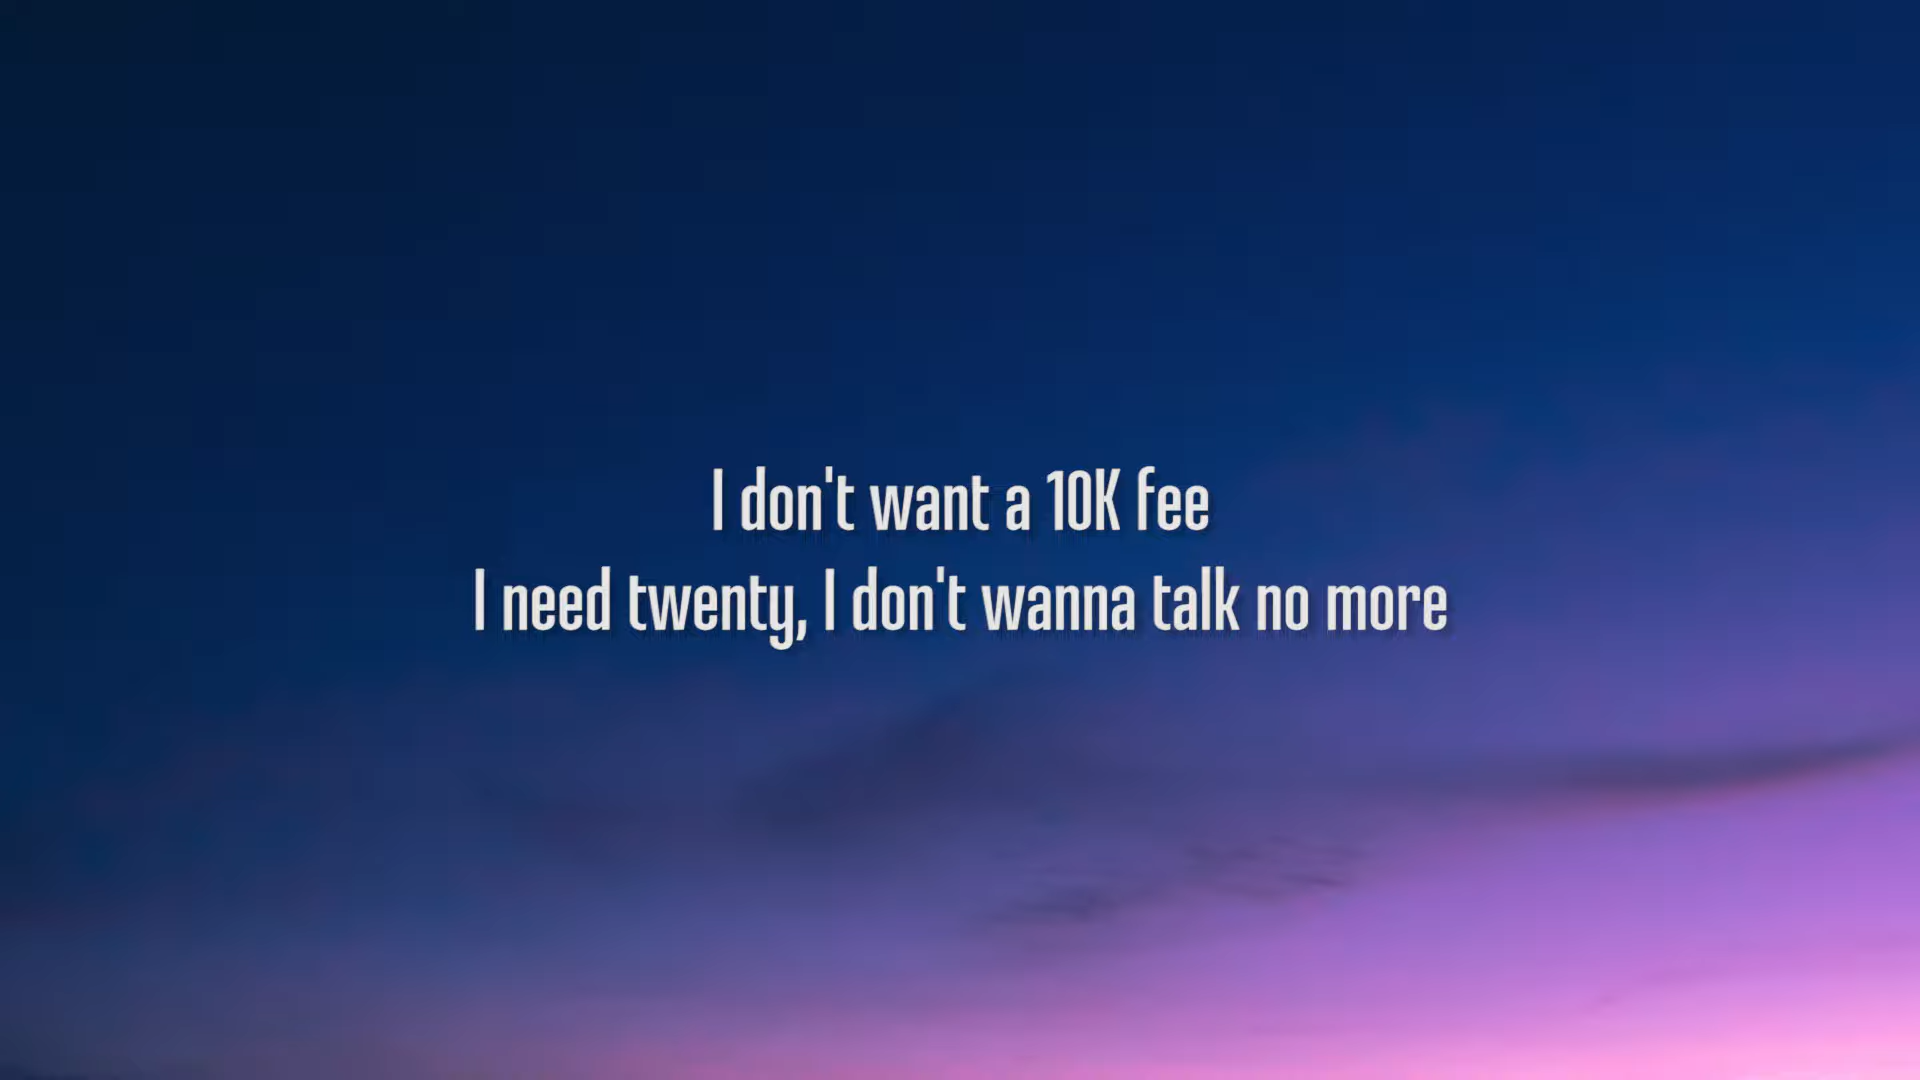 I don't want a 10K fee
I need twenty, I don't wanna talk no more